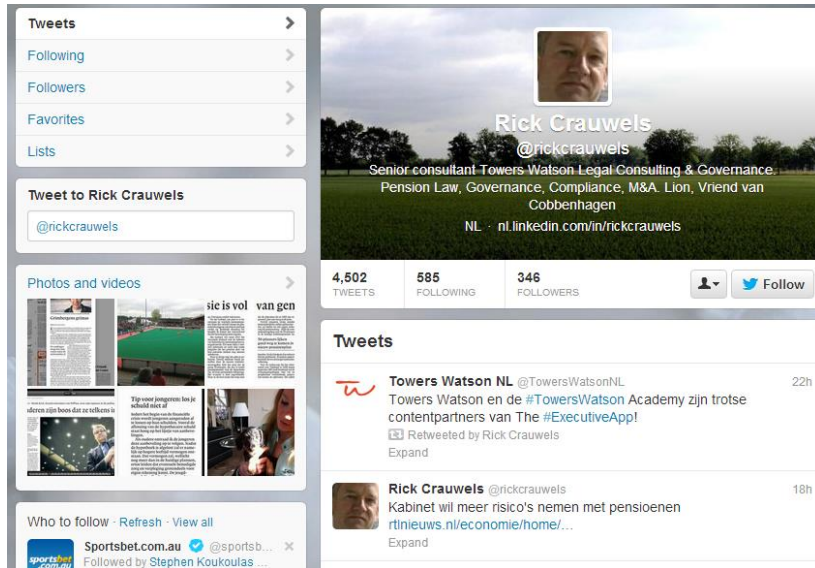 Tweets
Following
Followers
Favorites
Lists
Tweet to Rick Crauwels
@rickcrauwels
Photos and videos
sie is vol van gen
deren zijn boos dat ze telkens
Tip voor jongeren: los je
schuld niet af
Who to follow · Refresh · View all
Sportsbet.com.au @sportsb...
Followed by Stephen Koukoulas ...
sportsbet
.com.au
Rick Crauwels
@rickcrauwels
Senior consultant Towers Watson Legal Consulting & Governance.
Pension Law, Governance, Compliance, M&A. Lion, Vriend van
Cobbenhagen
NL · nl.linkedin.com/in/rickcrauwels
4,502 585 346
TWEETS FOLLOWING FOLLOWERS
Follow
Tweets
Towers Watson NL @TowersWatsonNL 22h
Towers Watson en de #TowersWatson Academy zijn trotse
contentpartners van The #ExecutiveApp!
Retweeted by Rick Crauwels
Expand
Rick Crauwels @rickcrauwels 18h
Kabinet wil meer risico's nemen met pensioenen
rtlnieuws.nl/economie/home/...
Expand